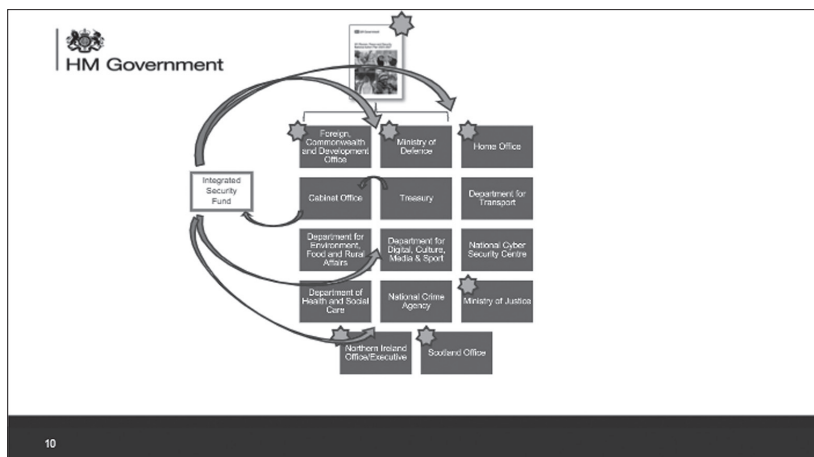 HM Government
Foreign,
Commonwealth
and Development
Office
Ministry of
Defence
Home Office
Integrated
Security
Fund
Cabinet Office
Treasury
Department for
Transport
Department for
Environment,
Food and Rural
Affairs
Department for
Digital, Culture,
Media & Sport
National Cyber
Security Centre
Department of
Health and Social
Care
National Crime
Agency
Ministry of Justice
Northern Ireland
Office/Executive
Scotland Office
10